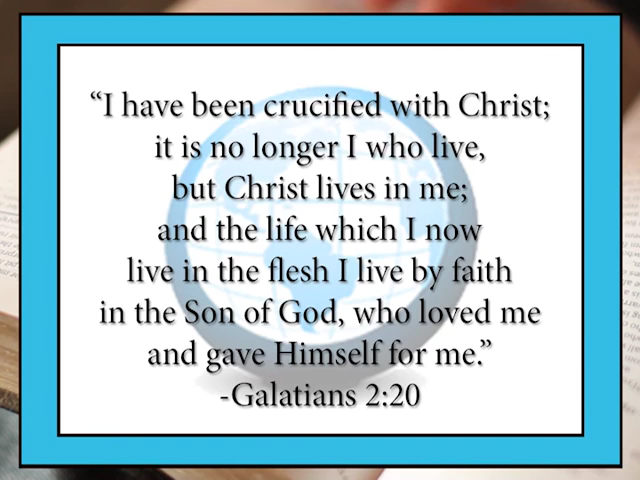 “I have been crucified with Christ;
it is no longer I who live,
but Christ lives in me;
and the life which I now
live in the flesh I live by faith
in the Son of God, who loved me
and gave Himself for me.”
-Galatians 2:20